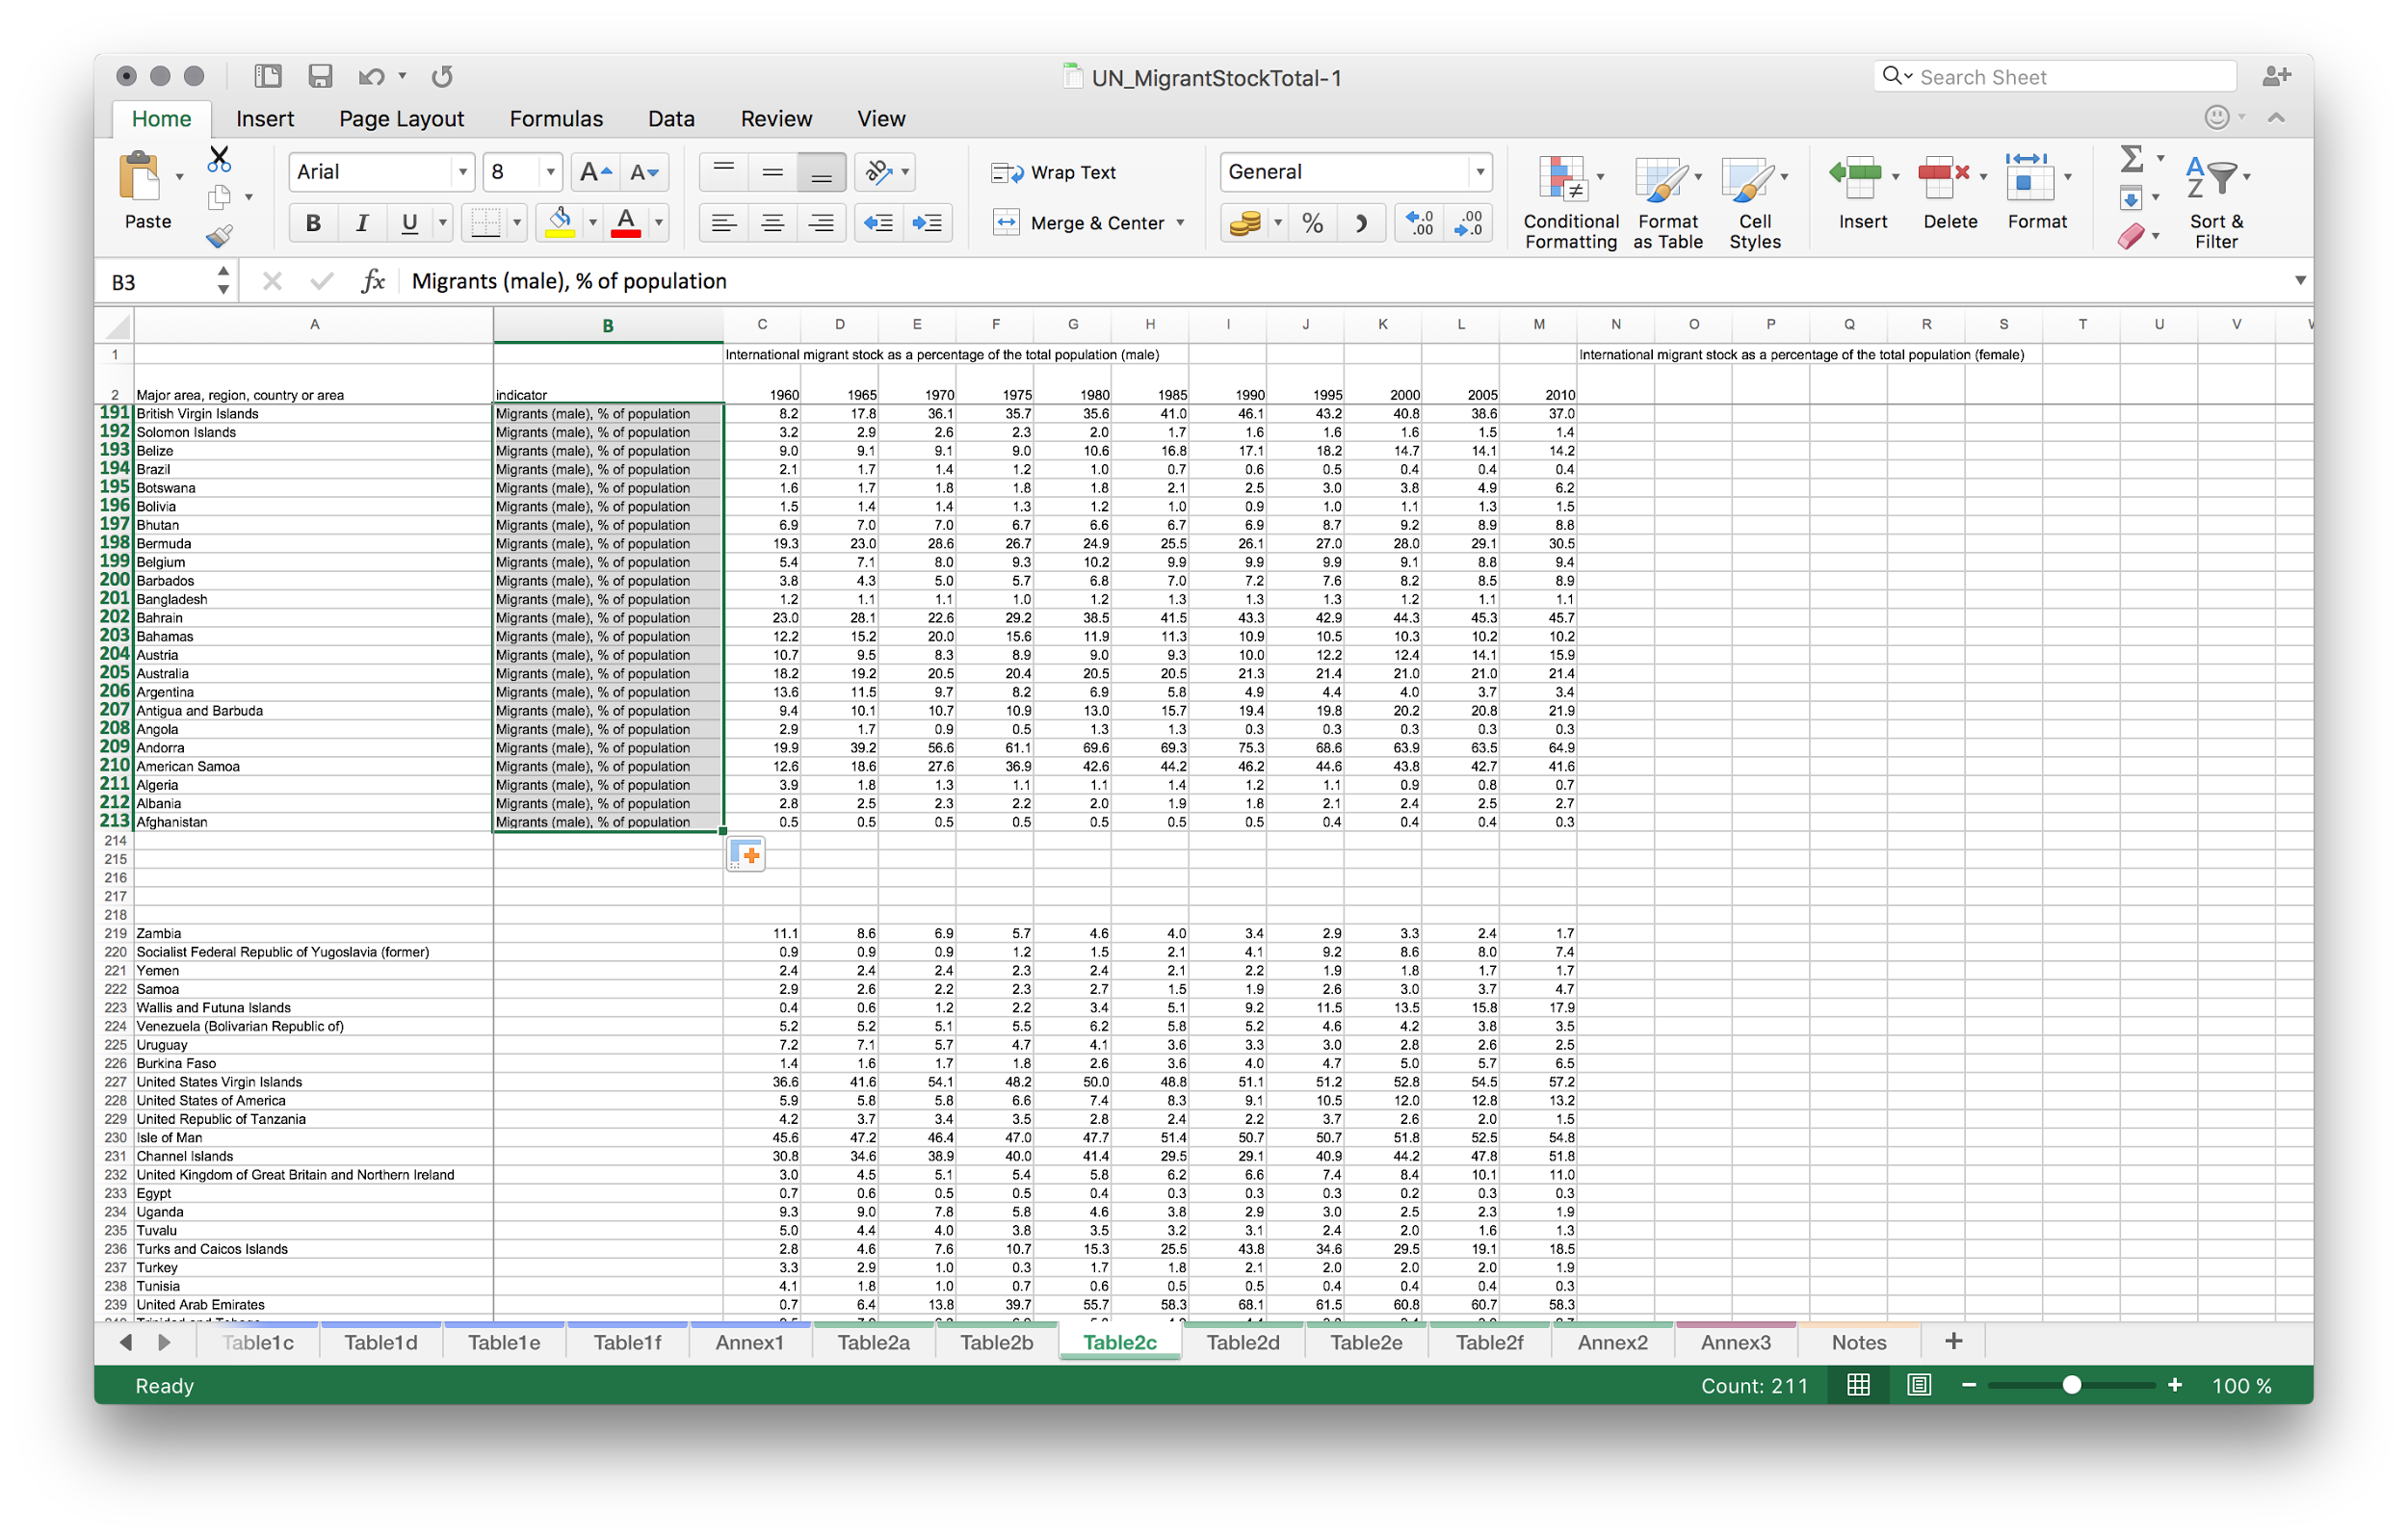 UN_MigrantStockTotal-1
Search Sheet
Home Insert Page Layout Formulas Data Review View
Paste
Arial 8 A A
Wrap Text
General
B I U A
Merge & Center
% .0 .00 .00 .0
Conditional Formatting
Format as Table
Cell Styles
Insert
Delete
Format
A Z
Sort & Filter
B3 fx Migrants (male), % of population
A B C D E F G H I J K L M N O P Q R S T U V
1 International migrant stock as a percentage of the total population (male) International migrant stock as a percentage of the total population (female)
2 Major area, region, country or area indicator 1960 1965 1970 1975 1980 1985 1990 1995 2000 2005 2010
191 British Virgin Islands Migrants (male), % of population 8.2 17.8 36.1 35.7 35.6 41.0 46.1 43.2 40.8 38.6 37.0
192 Solomon Islands Migrants (male), % of population 3.2 2.9 2.6 2.3 2.0 1.7 1.6 1.6 1.6 1.5 1.4
193 Belize Migrants (male), % of population 9.0 9.1 9.1 9.0 10.6 16.8 17.1 18.2 14.7 14.1 14.2
194 Brazil Migrants (male), % of population 2.1 1.7 1.4 1.2 1.0 0.7 0.6 0.5 0.4 0.4 0.4
195 Botswana Migrants (male), % of population 1.6 1.7 1.8 1.8 1.8 2.1 2.5 3.0 3.8 4.9 6.2
196 Bolivia Migrants (male), % of population 1.5 1.4 1.4 1.3 1.2 1.0 0.9 1.0 1.1 1.3 1.5
197 Bhutan Migrants (male), % of population 6.9 7.0 7.0 6.7 6.6 6.7 6.9 8.7 9.2 8.9 8.8
198 Bermuda Migrants (male), % of population 19.3 23.0 28.6 26.7 24.9 25.5 26.1 27.0 28.0 29.1 30.5
199 Belgium Migrants (male), % of population 5.4 7.1 8.0 9.3 10.2 9.9 9.9 9.9 9.1 8.8 9.4
200 Barbados Migrants (male), % of population 3.8 4.3 5.0 5.7 6.8 7.0 7.2 7.6 8.2 8.5 8.9
201 Bangladesh Migrants (male), % of population 1.2 1.1 1.1 1.0 1.2 1.3 1.3 1.3 1.2 1.1 1.1
202 Bahrain Migrants (male), % of population 23.0 28.1 22.6 29.2 38.5 41.5 43.3 42.9 44.3 45.3 45.7
203 Bahamas Migrants (male), % of population 12.2 15.2 20.0 15.6 11.9 11.3 10.9 10.5 10.3 10.2 10.2
204 Austria Migrants (male), % of population 10.7 9.5 8.3 8.9 9.0 9.3 10.0 12.2 12.4 14.1 15.9
205 Australia Migrants (male), % of population 18.2 19.2 20.5 20.4 20.5 20.5 21.3 21.4 21.0 21.0 21.4
206 Argentina Migrants (male), % of population 13.6 11.5 9.7 8.2 6.9 5.8 4.9 4.4 4.0 3.7 3.4
207 Antigua and Barbuda Migrants (male), % of population 9.4 10.1 10.7 10.9 13.0 15.7 19.4 19.8 20.2 20.8 21.9
208 Angola Migrants (male), % of population 2.9 1.7 0.9 0.5 1.3 1.3 0.3 0.3 0.3 0.3 0.3
209 Andorra Migrants (male), % of population 19.9 39.2 56.6 61.1 69.6 69.3 75.3 68.6 63.9 63.5 64.9
210 American Samoa Migrants (male), % of population 12.6 18.6 27.6 36.9 42.6 44.2 46.2 44.6 43.8 42.7 41.6
211 Algeria Migrants (male), % of population 3.9 1.8 1.3 1.1 1.1 1.4 1.2 1.1 0.9 0.8 0.7
212 Albania Migrants (male), % of population 2.8 2.5 2.3 2.2 2.0 1.9 1.8 2.1 2.4 2.5 2.7
213 Afghanistan Migrants (male), % of population 0.5 0.5 0.5 0.5 0.5 0.5 0.5 0.4 0.4 0.4 0.3
214
215
216
217
218
219 Zambia 11.1 8.6 6.9 5.7 4.6 4.0 3.4 2.9 3.3 2.4 1.7
220 Socialist Federal Republic of Yugoslavia (former) 0.9 0.9 0.9 1.2 1.5 2.1 4.1 9.2 8.6 8.0 7.4
221 Yemen 2.4 2.4 2.4 2.3 2.4 2.1 2.2 1.9 1.8 1.7 1.7
222 Samoa 2.9 2.6 2.2 2.3 2.7 1.5 1.9 2.6 3.0 3.7 4.7
223 Wallis and Futuna Islands 0.4 0.6 1.2 2.2 3.4 5.1 9.2 11.5 13.5 15.8 17.9
224 Venezuela (Bolivarian Republic of) 5.2 5.2 5.1 5.5 6.2 5.8 5.2 4.6 4.2 3.8 3.5
225 Uruguay 7.2 7.1 5.7 4.7 4.1 3.6 3.3 3.0 2.8 2.6 2.5
226 Burkina Faso 1.4 1.6 1.7 1.8 2.6 3.6 4.0 4.7 5.0 5.7 6.5
227 United States Virgin Islands 36.6 41.6 54.1 48.2 50.0 48.8 51.1 51.2 52.8 54.5 57.2
228 United States of America 5.9 5.8 5.8 6.6 7.4 8.3 9.1 10.5 12.0 12.8 13.2
229 United Republic of Tanzania 4.2 3.7 3.4 3.5 2.8 2.4 2.2 3.7 2.6 2.0 1.5
230 Isle of Man 45.6 47.2 46.4 47.0 47.7 51.4 50.7 50.7 51.8 52.5 54.8
231 Channel Islands 30.8 34.6 38.9 40.0 41.4 29.5 29.1 40.9 44.2 47.8 51.8
232 United Kingdom of Great Britain and Northern Ireland 3.0 4.5 5.1 5.4 5.8 6.2 6.6 7.4 8.4 10.1 11.0
233 Egypt 0.7 0.6 0.5 0.5 0.4 0.3 0.3 0.3 0.2 0.3 0.3
234 Uganda 9.3 9.0 7.8 5.8 4.6 3.8 2.9 3.0 2.5 2.3 1.9
235 Tuvalu 5.0 4.4 4.0 3.8 3.5 3.2 3.1 2.4 2.0 1.6 1.3
236 Turks and Caicos Islands 2.8 4.6 7.6 10.7 15.3 25.5 43.8 34.6 29.5 19.1 18.5
237 Turkey 3.3 2.9 1.0 0.3 1.7 1.8 2.1 2.0 2.0 2.0 1.9
238 Tunisia 4.1 1.8 1.0 0.7 0.6 0.5 0.5 0.4 0.4 0.4 0.3
239 United Arab Emirates 0.7 6.4 13.8 39.7 55.7 58.3 68.1 61.5 60.8 60.7 58.3
Table1c Table1d Table1e Table1f Annex1 Table2a Table2b Table2c Table2d Table2e Table2f Annex2 Annex3 Notes +
Ready Count: 211 100 %